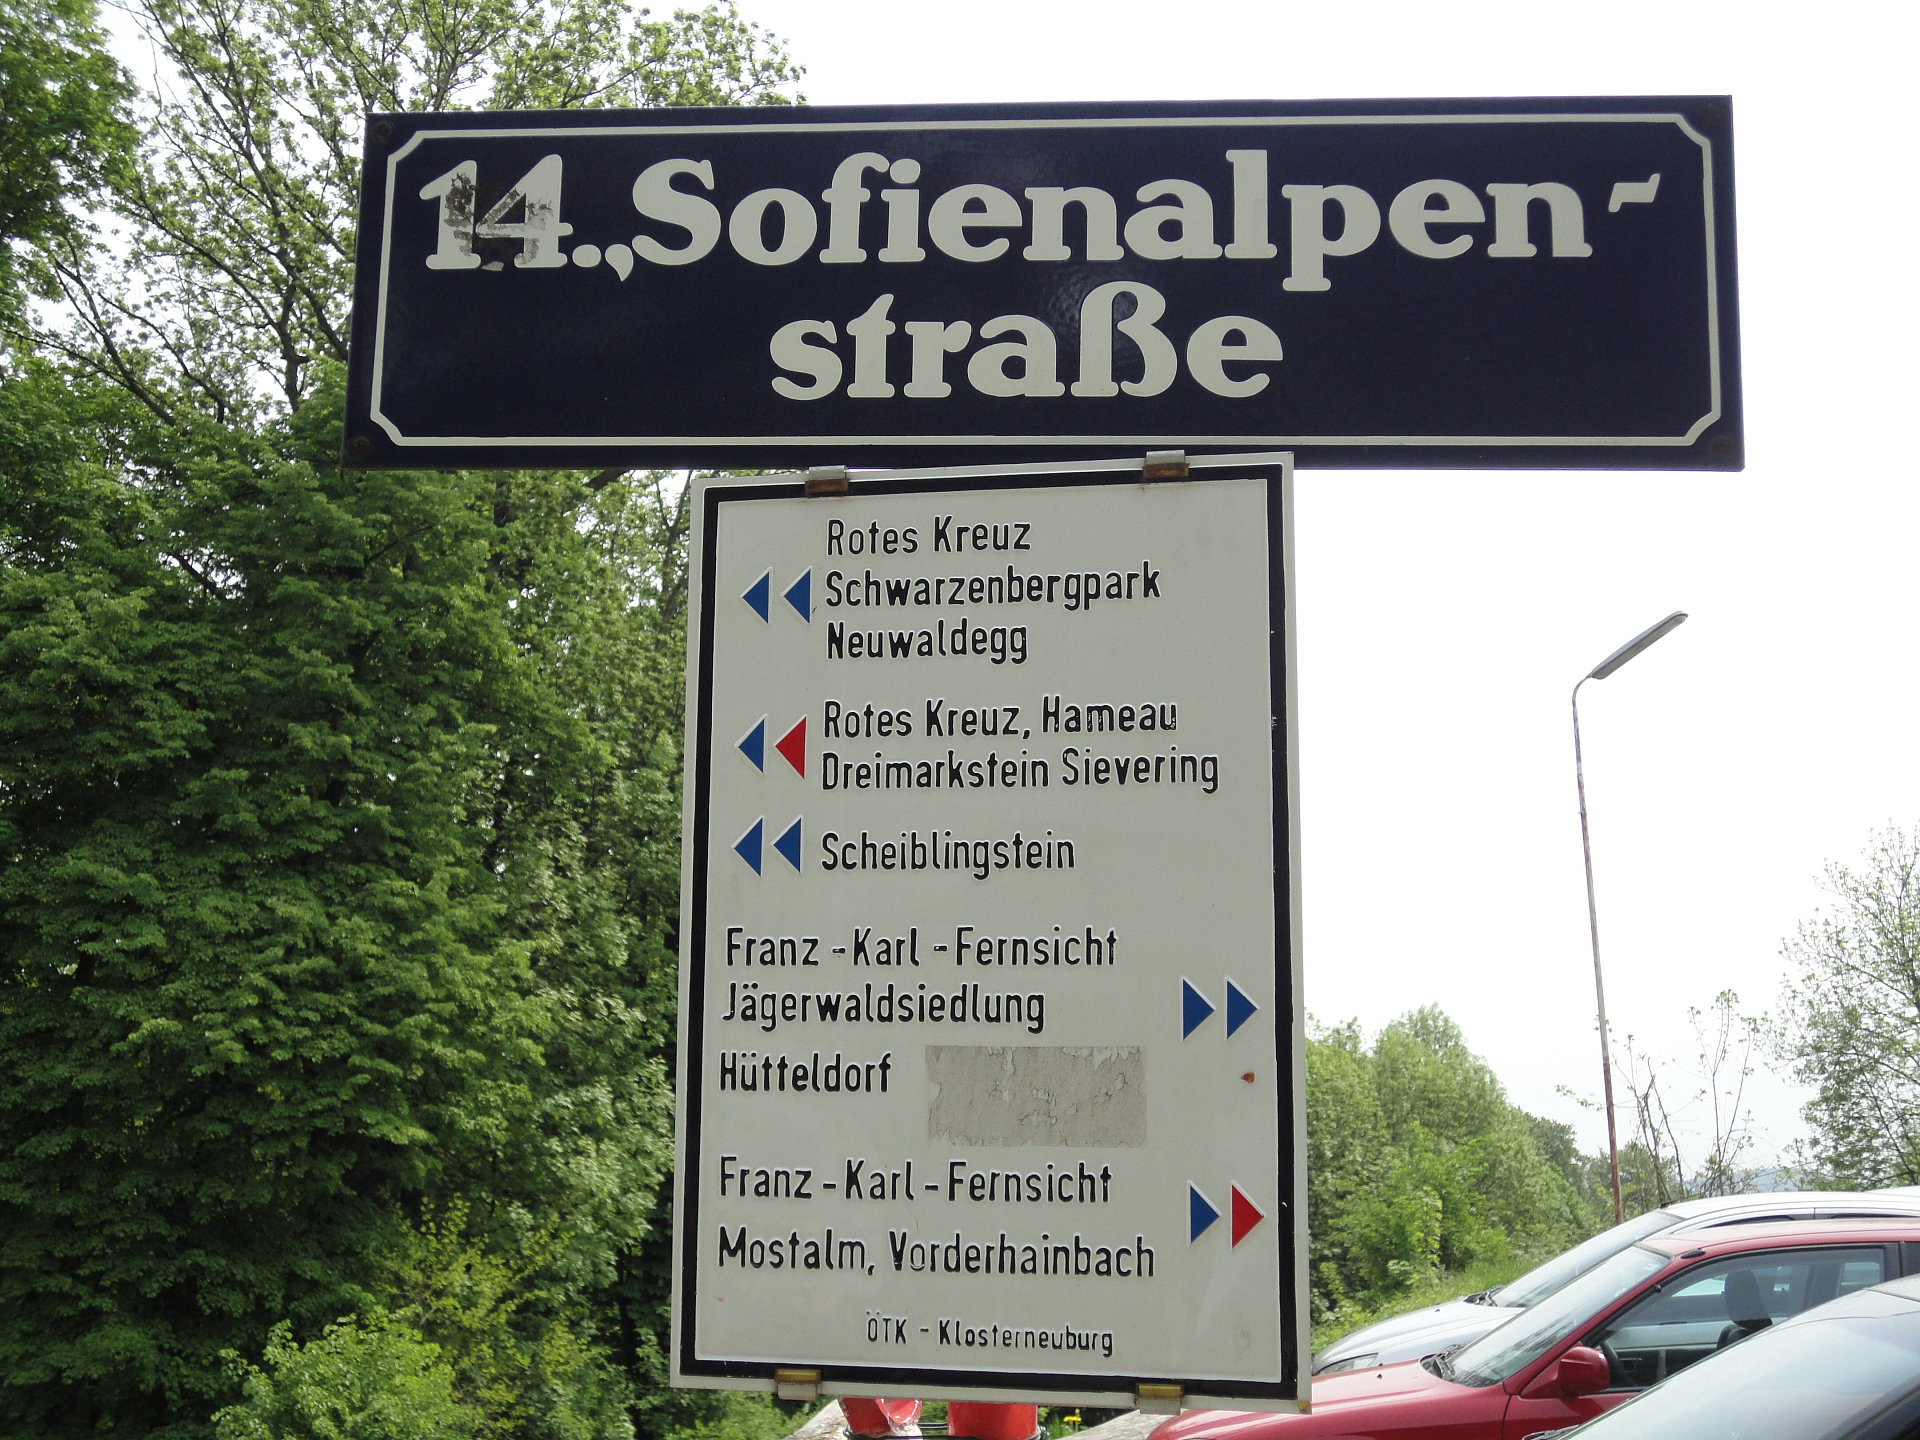 14., Sofienalpen-
straße
Rotes Kreuz
Schwarzenbergpark
Neuwaldegg
Rotes Kreuz, Hameau
Dreimarkstein Sievering
Scheiblingstein
Franz-Karl-Fernsicht
Jägerwaldsiedlung
Hütteldorf
Franz-Karl-Fernsicht
Mostalm, Vorderhainbach
ÖTK - Klosterneuburg